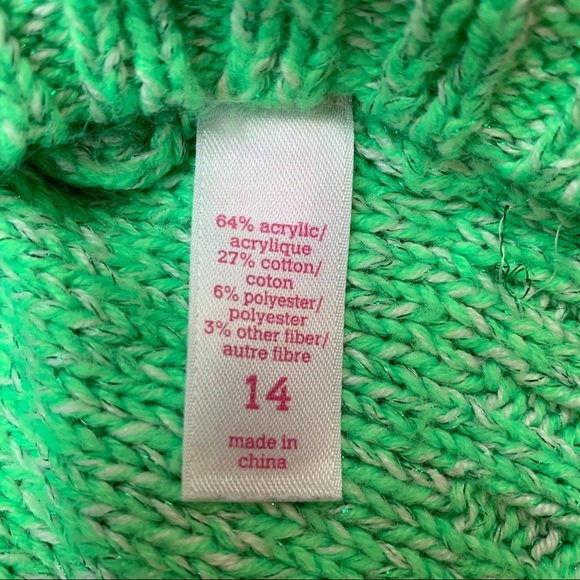 64% acrylic/
acrylique
27% cotton/
coton
6% polyester/
polyester
3% other fiber/
autre fibre
14
made in
china